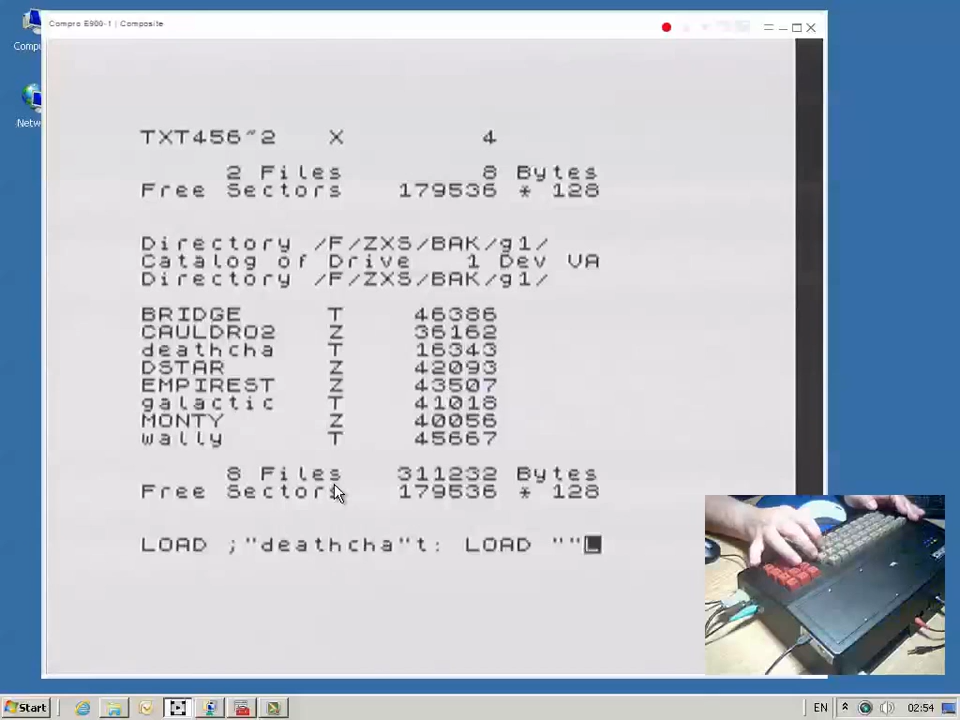 Compro E900-1 | Composite
Compu
Netw
TXT456~2 X 4
2 Files 8 Bytes
Free Sectors 179536 * 128
Directory /F/ZXS/BAK/g1/
Catalog of Drive 1 Dev VA
Directory /F/ZXS/BAK/g1/
BRIDGE T 46386
CAULDRO2 Z 36162
deathcha T 16343
DSTAR Z 42093
EMPIREST Z 43507
galactic T 41018
MONTY Z 40056
wally T 45667
8 Files 311232 Bytes
Free Sectors 179536 * 128
LOAD ;"deathcha"t: LOAD ""L
Start EN 02:54